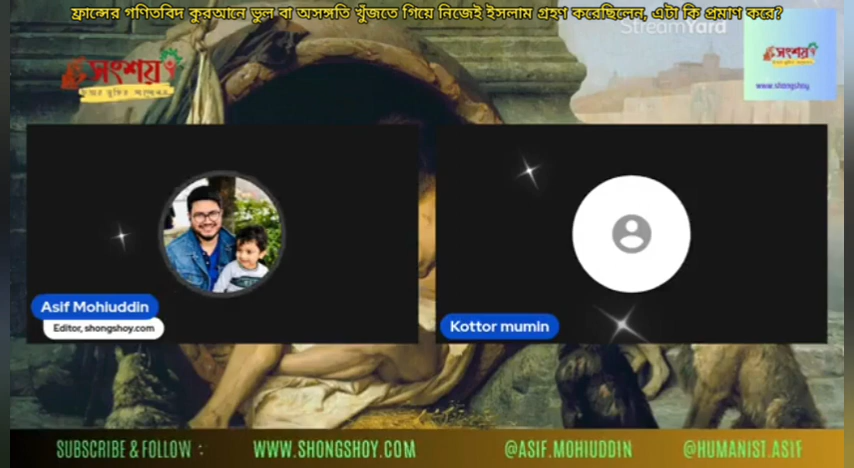 ফ্রান্সের গণিতবিদ কুরআনে ভুল বা অসঙ্গতি খুঁজতে গিয়ে নিজেই ইসলাম গ্রহণ করেছিলেন, এটা কি প্রমাণ করে?
StreamYard
সংশয়
সংশয়
www.shongshoy
Asif Mohiuddin
Editor, shongshoy.com
Kottor mumin
SUBSCRIBE & FOLLOW :
WWW.SHONGSHOY.COM
@ASIF.MOHIUDDIN
@HUMANIST.ASIF